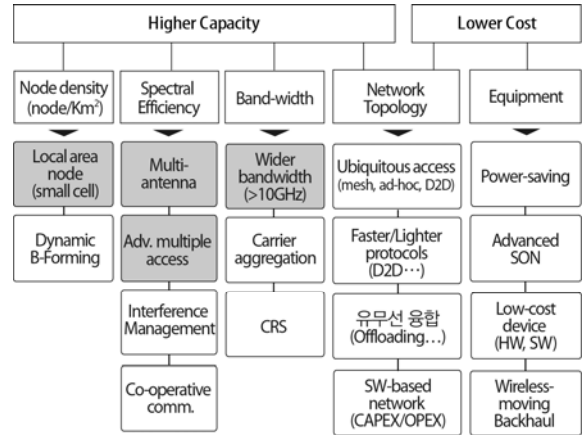 Higher Capacity
Lower Cost
Node density
(node/Km²)
Spectral
Efficiency
Band-width
Network
Topology
Equipment
Local area
node
(small cell)
Dynamic
B-Forming
Multi-
antenna
Adv. multiple
access
Interference
Management
Co-operative
comm.
Wider
bandwidth
(>10GHz)
Carrier
aggregation
CRS
Ubiquitous access
(mesh, ad-hoc, D2D)
Faster/Lighter
protocols
(D2D⋯)
유무선 융합
(Offloading…)
SW-based
network
(CAPEX/OPEX)
Power-saving
Advanced
SON
Low-cost
device
(HW, SW)
Wireless-
moving
Backhaul